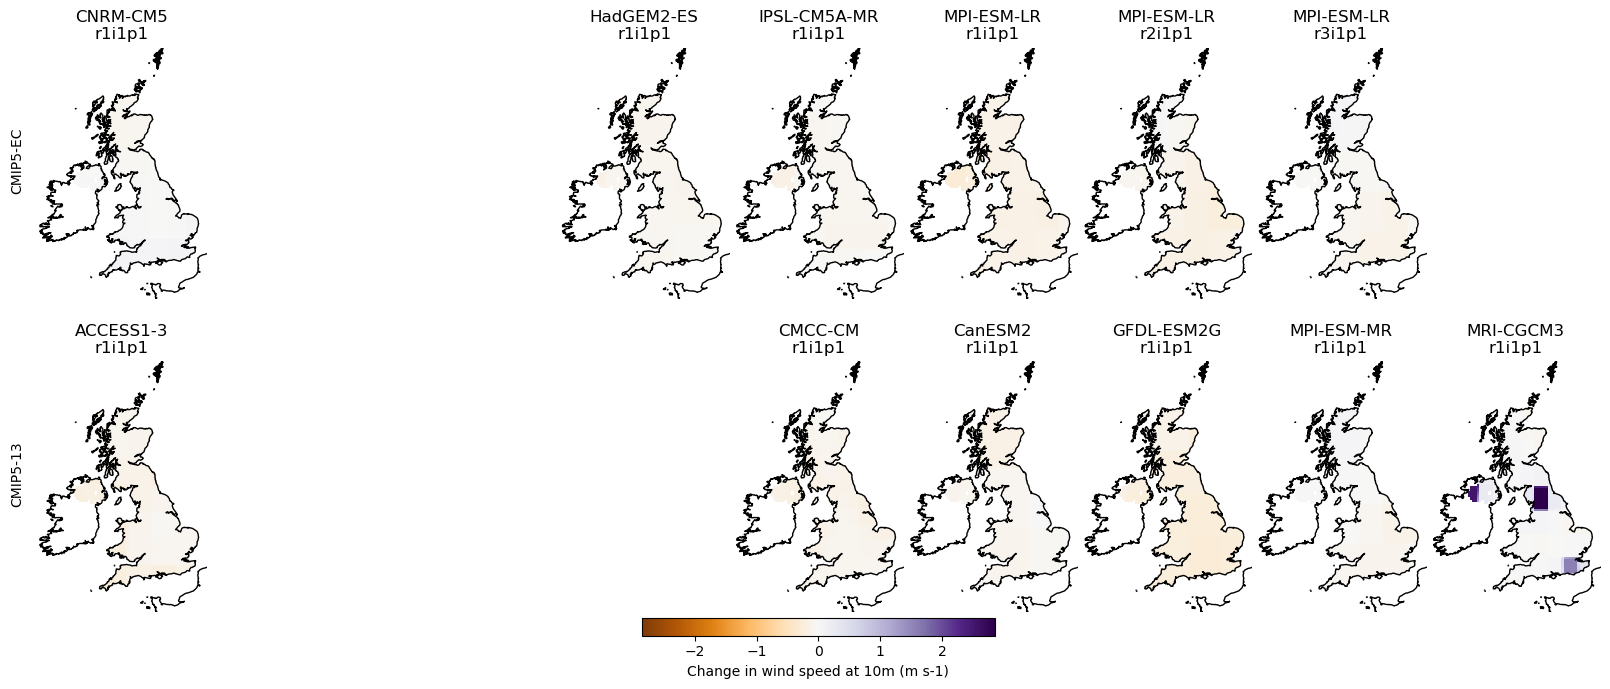 CNRM-CM5
r1i1p1
HadGEM2-ES
r1i1p1
IPSL-CM5A-MR
r1i1p1
MPI-ESM-LR
r1i1p1
MPI-ESM-LR
r2i1p1
MPI-ESM-LR
r3i1p1
CMIP5-EC
ACCESS1-3
r1i1p1
CMCC-CM
r1i1p1
CanESM2
r1i1p1
GFDL-ESM2G
r1i1p1
MPI-ESM-MR
r1i1p1
MRI-CGCM3
r1i1p1
CMIP5-13
−2 −1 0 1 2
Change in wind speed at 10m (m s-1)